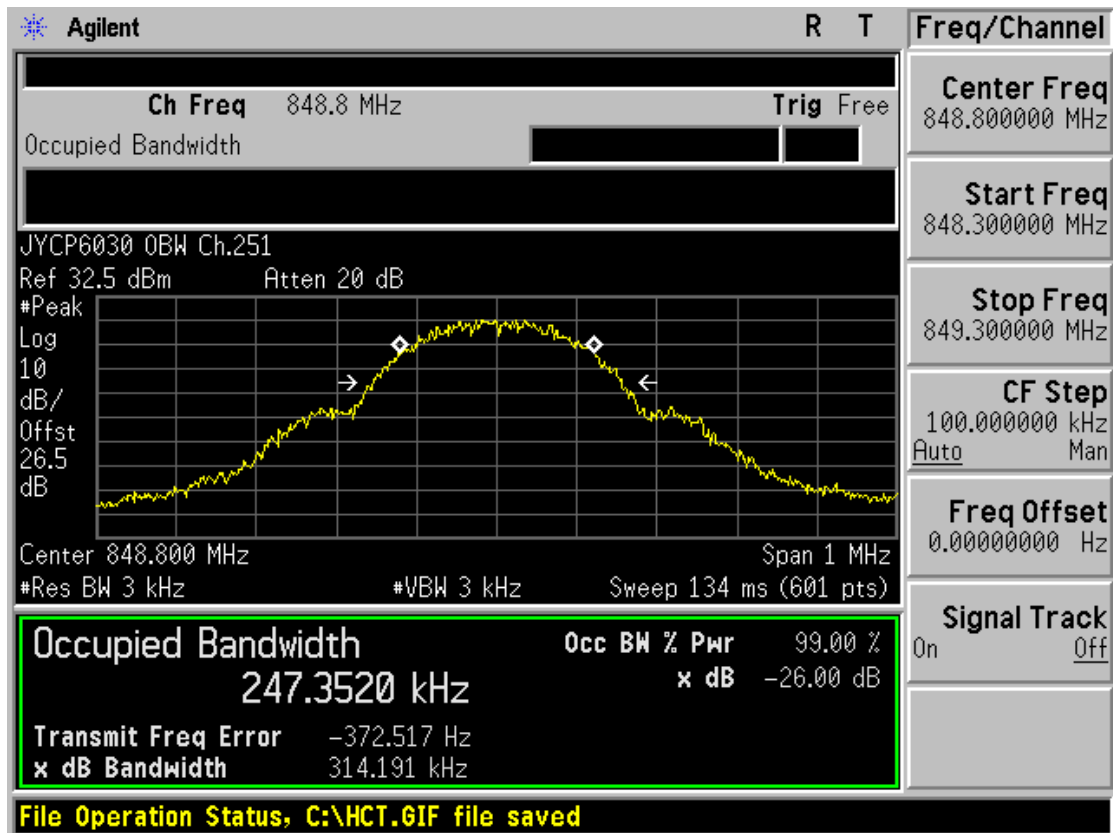 Agilent R T
Ch Freq 848.8 MHz Trig Free
Occupied Bandwidth
JYCP6030 OBW Ch.251
Ref 32.5 dBm Atten 20 dB
#Peak
Log
10
dB/
Offst
26.5
dB
Center 848.800 MHz Span 1 MHz
#Res BW 3 kHz #VBW 3 kHz Sweep 134 ms (601 pts)
Occupied Bandwidth Occ BW % Pwr 99.00 %
247.3520 kHz x dB -26.00 dB
Transmit Freq Error -372.517 Hz
x dB Bandwidth 314.191 kHz
File Operation Status, C:\HCT.GIF file saved
Freq/Channel
Center Freq
848.800000 MHz
Start Freq
848.300000 MHz
Stop Freq
849.300000 MHz
CF Step
100.000000 kHz
Auto Man
Freq Offset
0.00000000 Hz
Signal Track
On Off